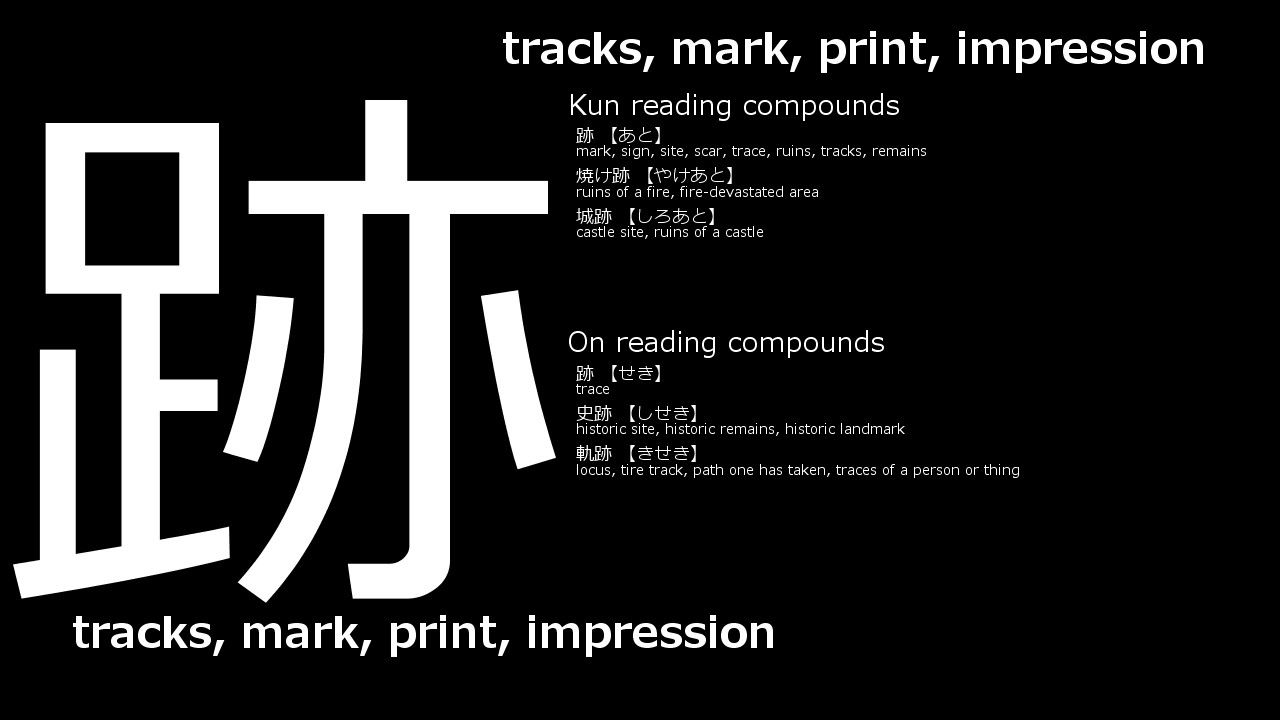 tracks, mark, print, impression
跡
Kun reading compounds
跡 【あと】
mark, sign, site, scar, trace, ruins, tracks, remains
焼け跡 【やけあと】
ruins of a fire, fire-devastated area
城跡 【しろあと】
castle site, ruins of a castle
On reading compounds
跡 【せき】
trace
史跡 【しせき】
historic site, historic remains, historic landmark
軌跡 【きせき】
locus, tire track, path one has taken, traces of a person or thing
tracks, mark, print, impression